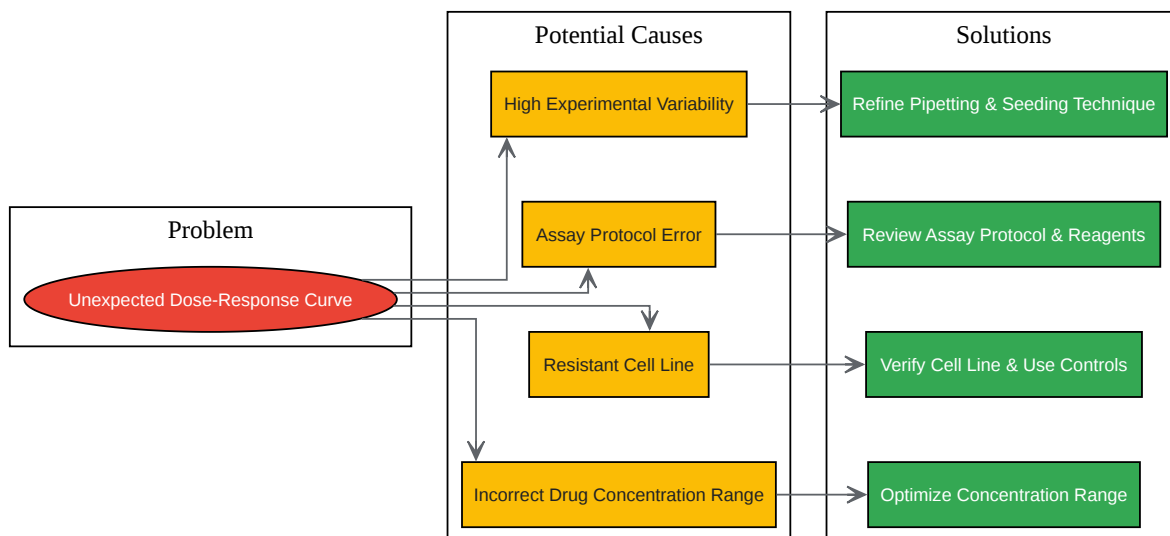 Problem
Unexpected Dose-Response Curve
Potential Causes
High Experimental Variability
Assay Protocol Error
Resistant Cell Line
Incorrect Drug Concentration Range
Solutions
Refine Pipetting & Seeding Technique
Review Assay Protocol & Reagents
Verify Cell Line & Use Controls
Optimize Concentration Range